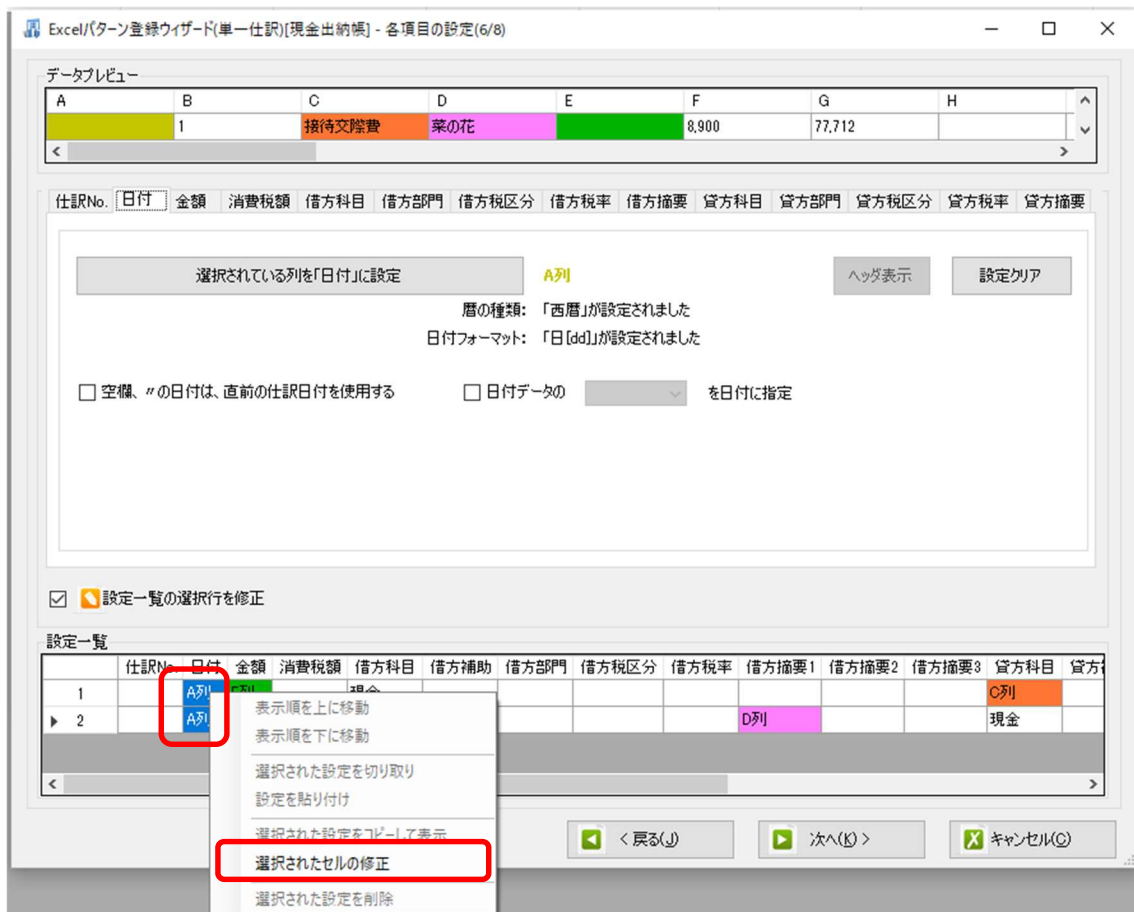 Excelパターン登録ウィザード(単一仕訳)[現金出納帳] - 各項目の設定(6/8)
データプレビュー
A B C D E F G H
1 接待交際費 菜の花 8,900 77,712
仕訳No. 日付 金額 消費税額 借方科目 借方部門 借方税区分 借方税率 借方摘要 貸方科目 貸方部門 貸方税区分 貸方税率 貸方摘要
選択されている列を「日付」に設定 A列 ヘッダ表示 設定クリア
暦の種類: 「西暦」が設定されました
日付フォーマット: 「日[dd]」が設定されました
空欄、〃の日付は、直前の仕訳日付を使用する 日付データの を日付に指定
設定一覧の選択行を修正
設定一覧
仕訳No. 日付 金額 消費税額 借方科目 借方補助 借方部門 借方税区分 借方税率 借方摘要1 借方摘要2 借方摘要3 貸方科目
1 A列 現金 C列
2 A列 D列 現金
表示順を上に移動
表示順を下に移動
選択された設定を切り取り
設定を貼り付け
選択された設定をコピーして表示
選択されたセルの修正
選択された設定を削除
< 戻る(J) 次へ(K) > キャンセル(C)